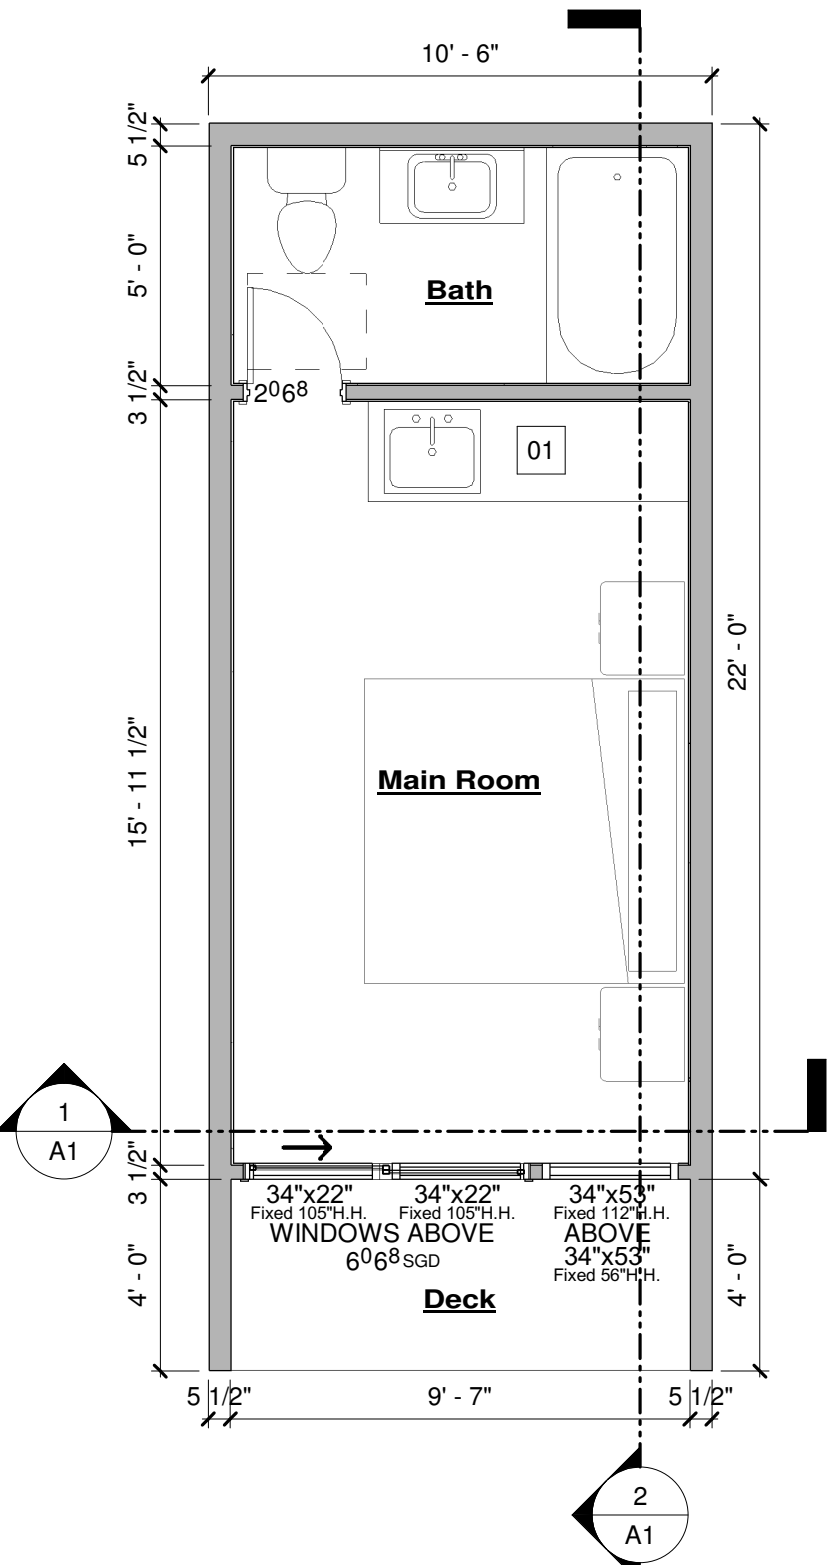 10' - 6"
5 1/2"
5' - 0"
Bath
3 1/2"
2068
01
22' - 0"
15' - 11 1/2"
Main Room
1
A1
3 1/2"
34"x22"
Fixed 105"H.H.
34"x22"
Fixed 105"H.H.
WINDOWS ABOVE
6068 SGD
34"x53"
Fixed 112"H.H.
ABOVE
34"x53"
Fixed 56"H.H.
4' - 0"
Deck
4' - 0"
5 1/2"
9' - 7"
5 1/2"
2
A1